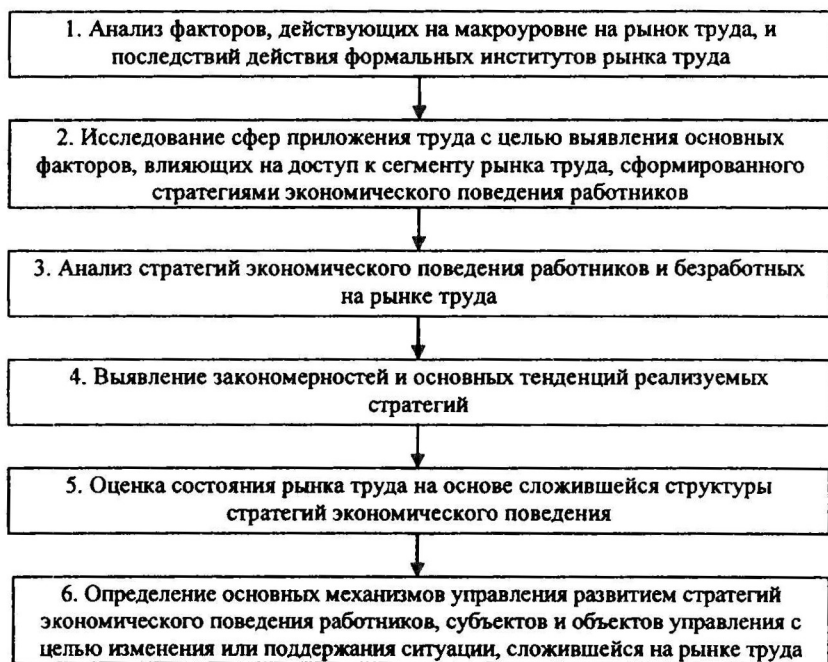 1. Анализ факторов, действующих на макроуровне на рынок труда, и
последствий действия формальных институтов рынка труда
2. Исследование сфер приложения труда с целью выявления основных
факторов, влияющих на доступ к сегменту рынка труда, сформированного
стратегиями экономического поведения работников
3. Анализ стратегий экономического поведения работников и безработных
на рынке труда
4. Выявление закономерностей и основных тенденций реализуемых
стратегий
5. Оценка состояния рынка труда на основе сложившейся структуры
стратегий экономического поведения
6. Определение основных механизмов управления развитием стратегий
экономического поведения работников, субъектов и объектов управления с
целью изменения или поддержания ситуации, сложившейся на рынке труда